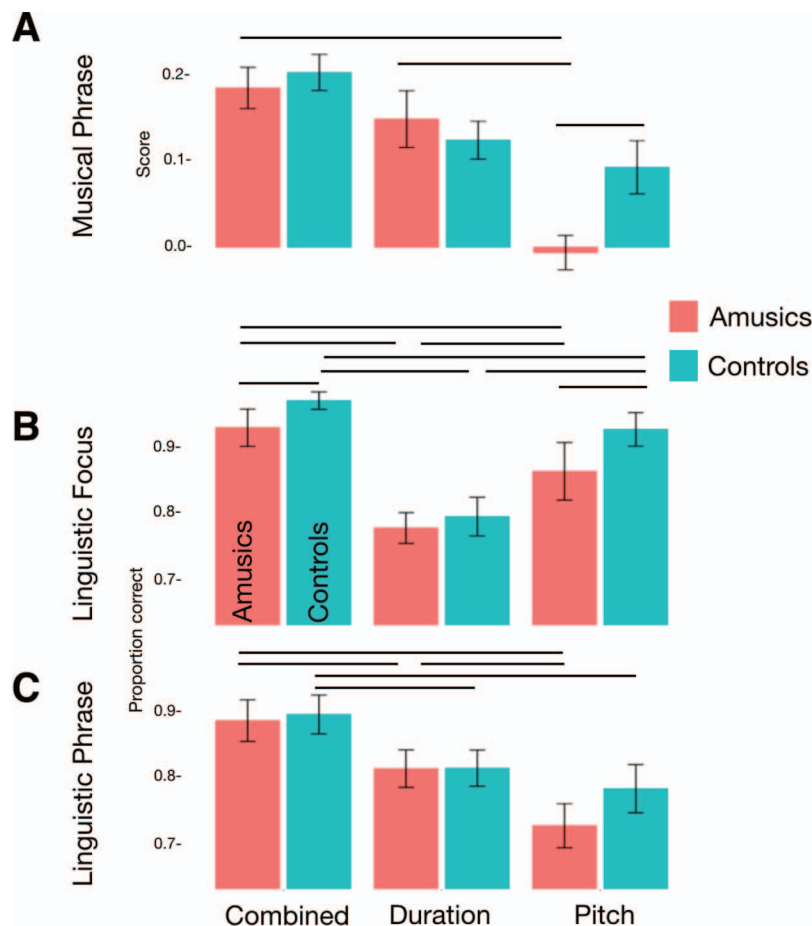 A
Musical Phrase
Score
0.2-
0.1-
0.0-
Amusics
Controls
B
Linguistic Focus
0.9-
0.8-
0.7-
Amusics
Controls
Proportion correct
C
Linguistic Phrase
0.9-
0.8-
0.7-
Combined Duration Pitch